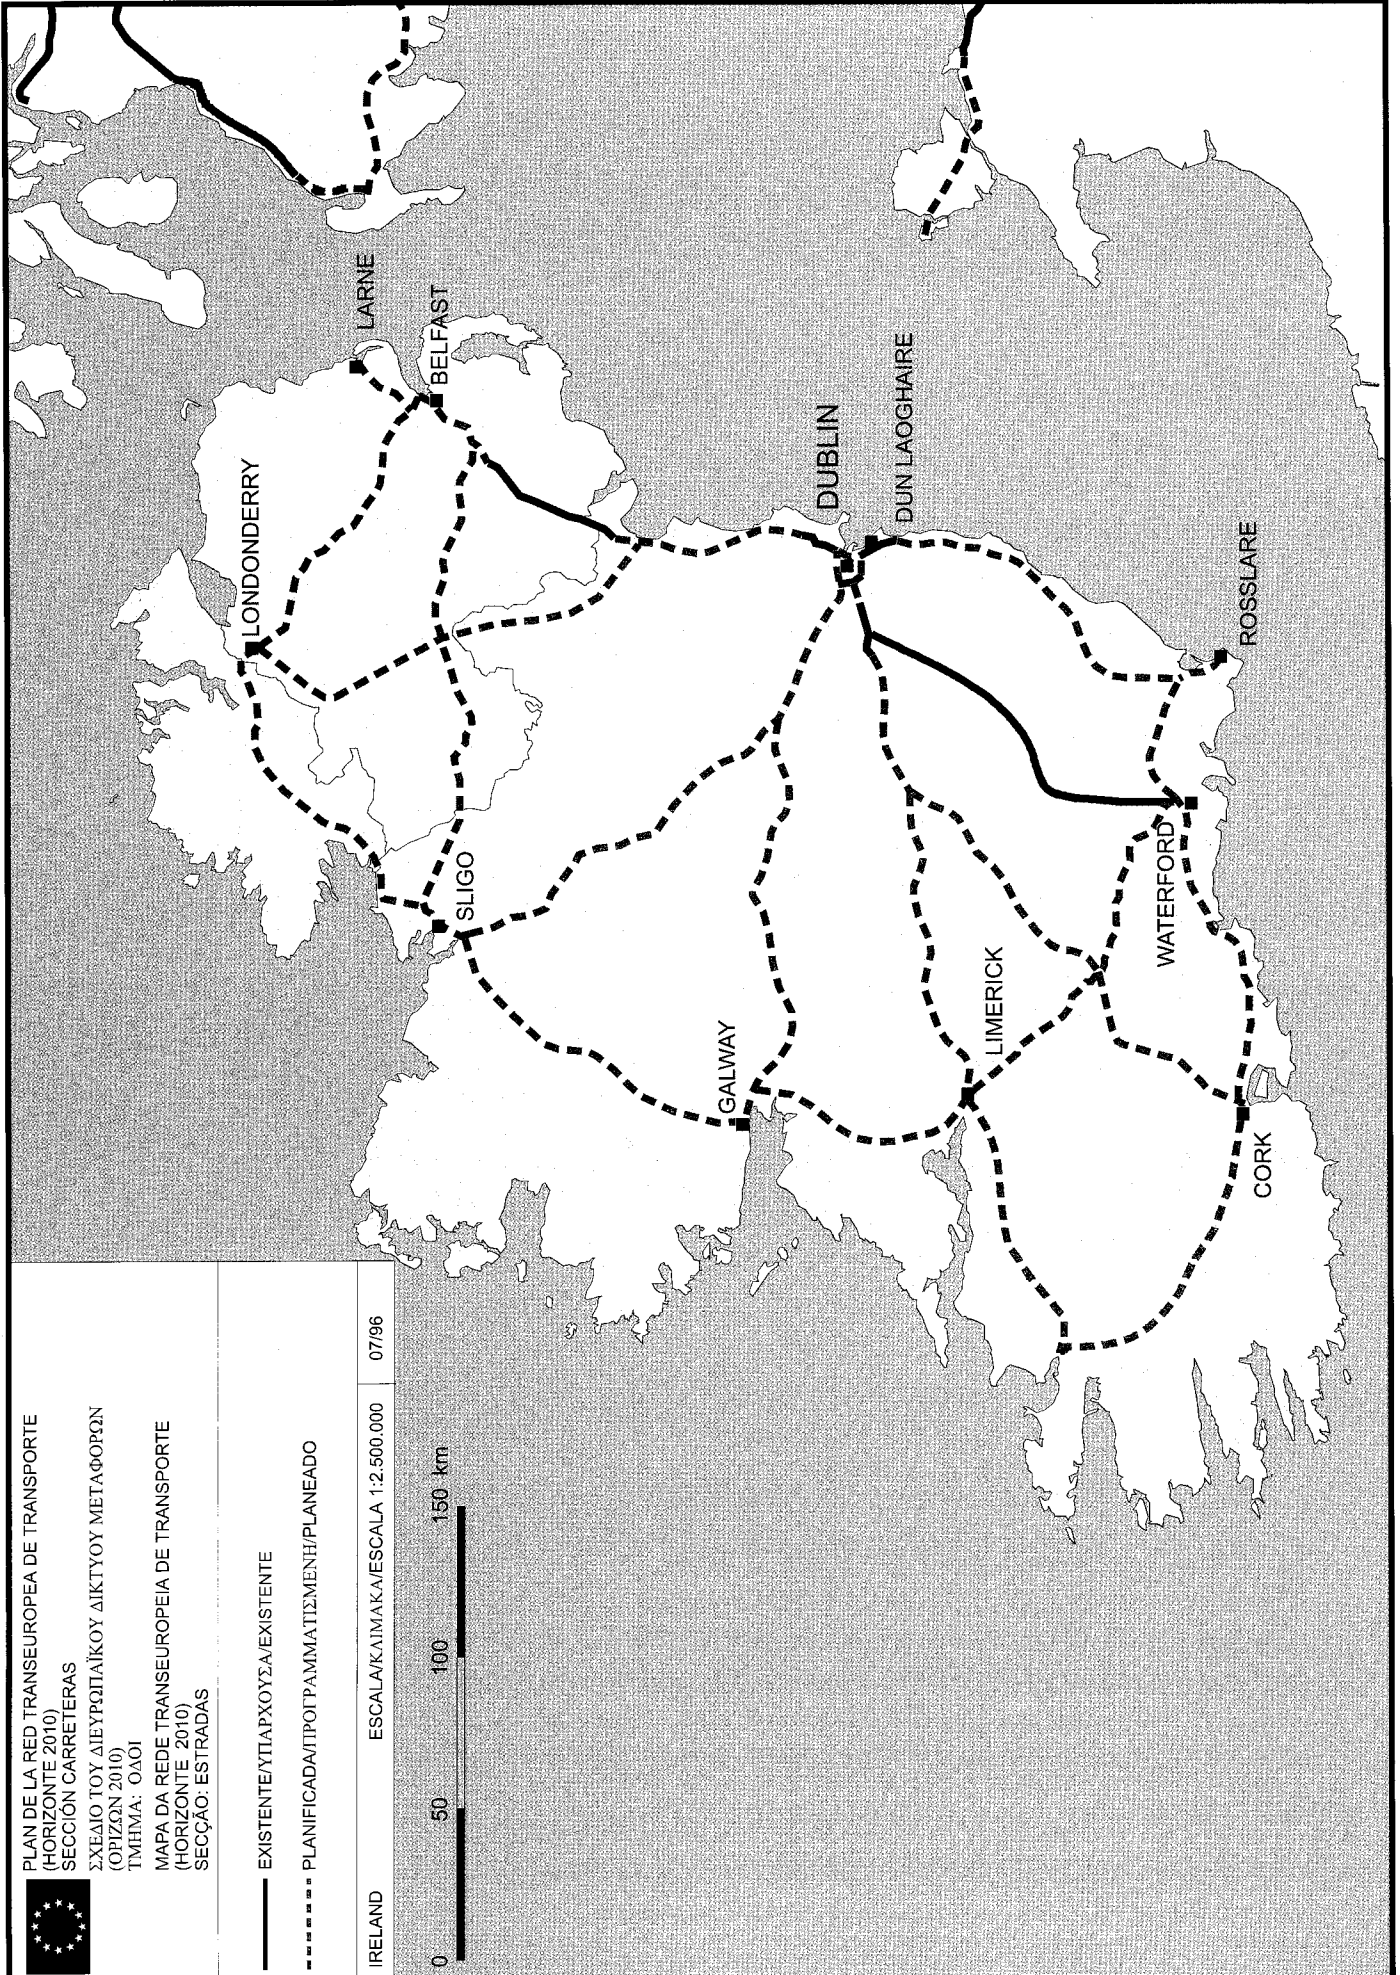 PLAN DE LA RED TRANSEUROPEA DE TRANSPORTE
(HORIZONTE 2010)
SECCIÓN CARRETERAS
ΣΧΕΔΙΟ ΤΟΥ ΔΙΕΥΡΩΠΑΪΚΟΥ ΔΙΚΤΥΟΥ ΜΕΤΑΦΟΡΩΝ
(ΟΡΙΖΩΝ 2010)
ΤΜΗΜΑ: ΟΔΟΙ
MAPA DA REDE TRANSEUROPEIA DE TRANSPORTE
(HORIZONTE 2010)
SECÇÃO: ESTRADAS
EXISTENTE/ΥΠΑΡΧΟΥΣΑ/EXISTENTE
PLANIFICADA/ΠΡΟΓΡΑΜΜΑΤΙΣΜΕΝΗ/PLANEADO
IRELAND
ESCALA/ΚΛΙΜΑΚΑ/ESCALA 1:2.500.000
07/96
0
50
100
150 km
LONDONDERRY
LARNE
BELFAST
SLIGO
GALWAY
DUBLIN
DUN LAOGHAIRE
LIMERICK
WATERFORD
ROSSLARE
CORK